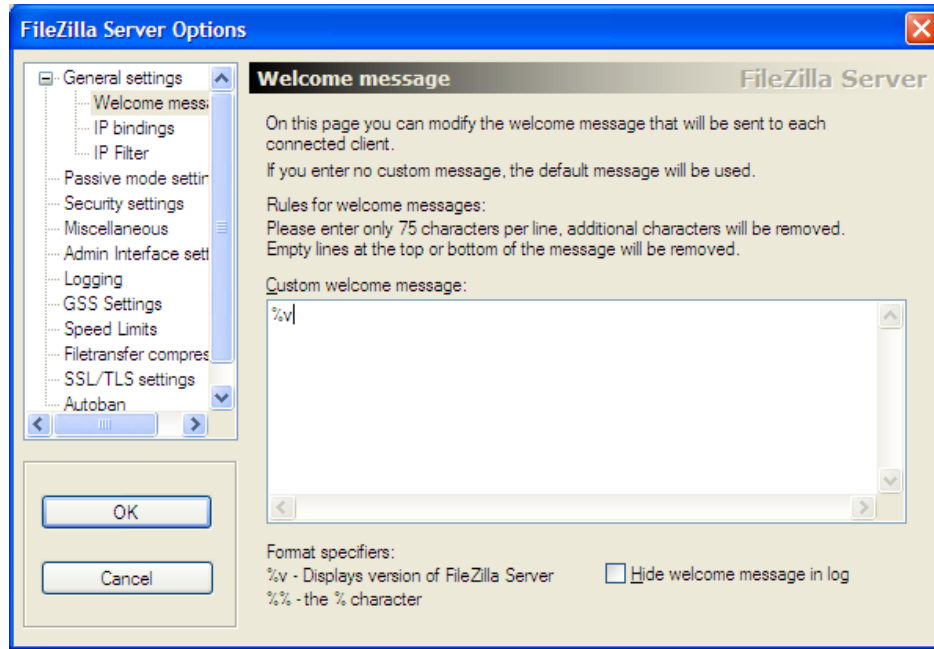 FileZilla Server Options
General settings
Welcome messa
IP bindings
IP Filter
Passive mode settin
Security settings
Miscellaneous
Admin Interface sett
Logging
GSS Settings
Speed Limits
Filetransfer compres
SSL/TLS settings
Autoban
OK
Cancel
Welcome message
FileZilla Server
On this page you can modify the welcome message that will be sent to each
connected client.
If you enter no custom message, the default message will be used.
Rules for welcome messages:
Please enter only 75 characters per line, additional characters will be removed.
Empty lines at the top or bottom of the message will be removed.
Custom welcome message:
%v
Format specifiers:
%v - Displays version of FileZilla Server
%% - the % character
Hide welcome message in log